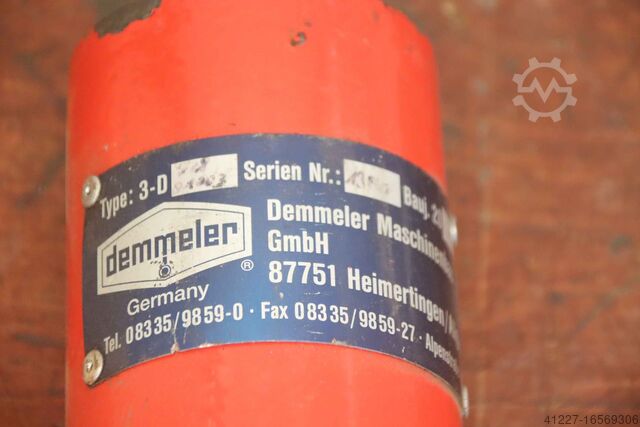 Type: 3-D Serien Nr.: Bauj.
demmeler
®
Germany
Demmeler
GmbH
87751 Heimertingen/
Tel. 08335/9859-0 · Fax 08335/9859-27 ·
41227-16569306